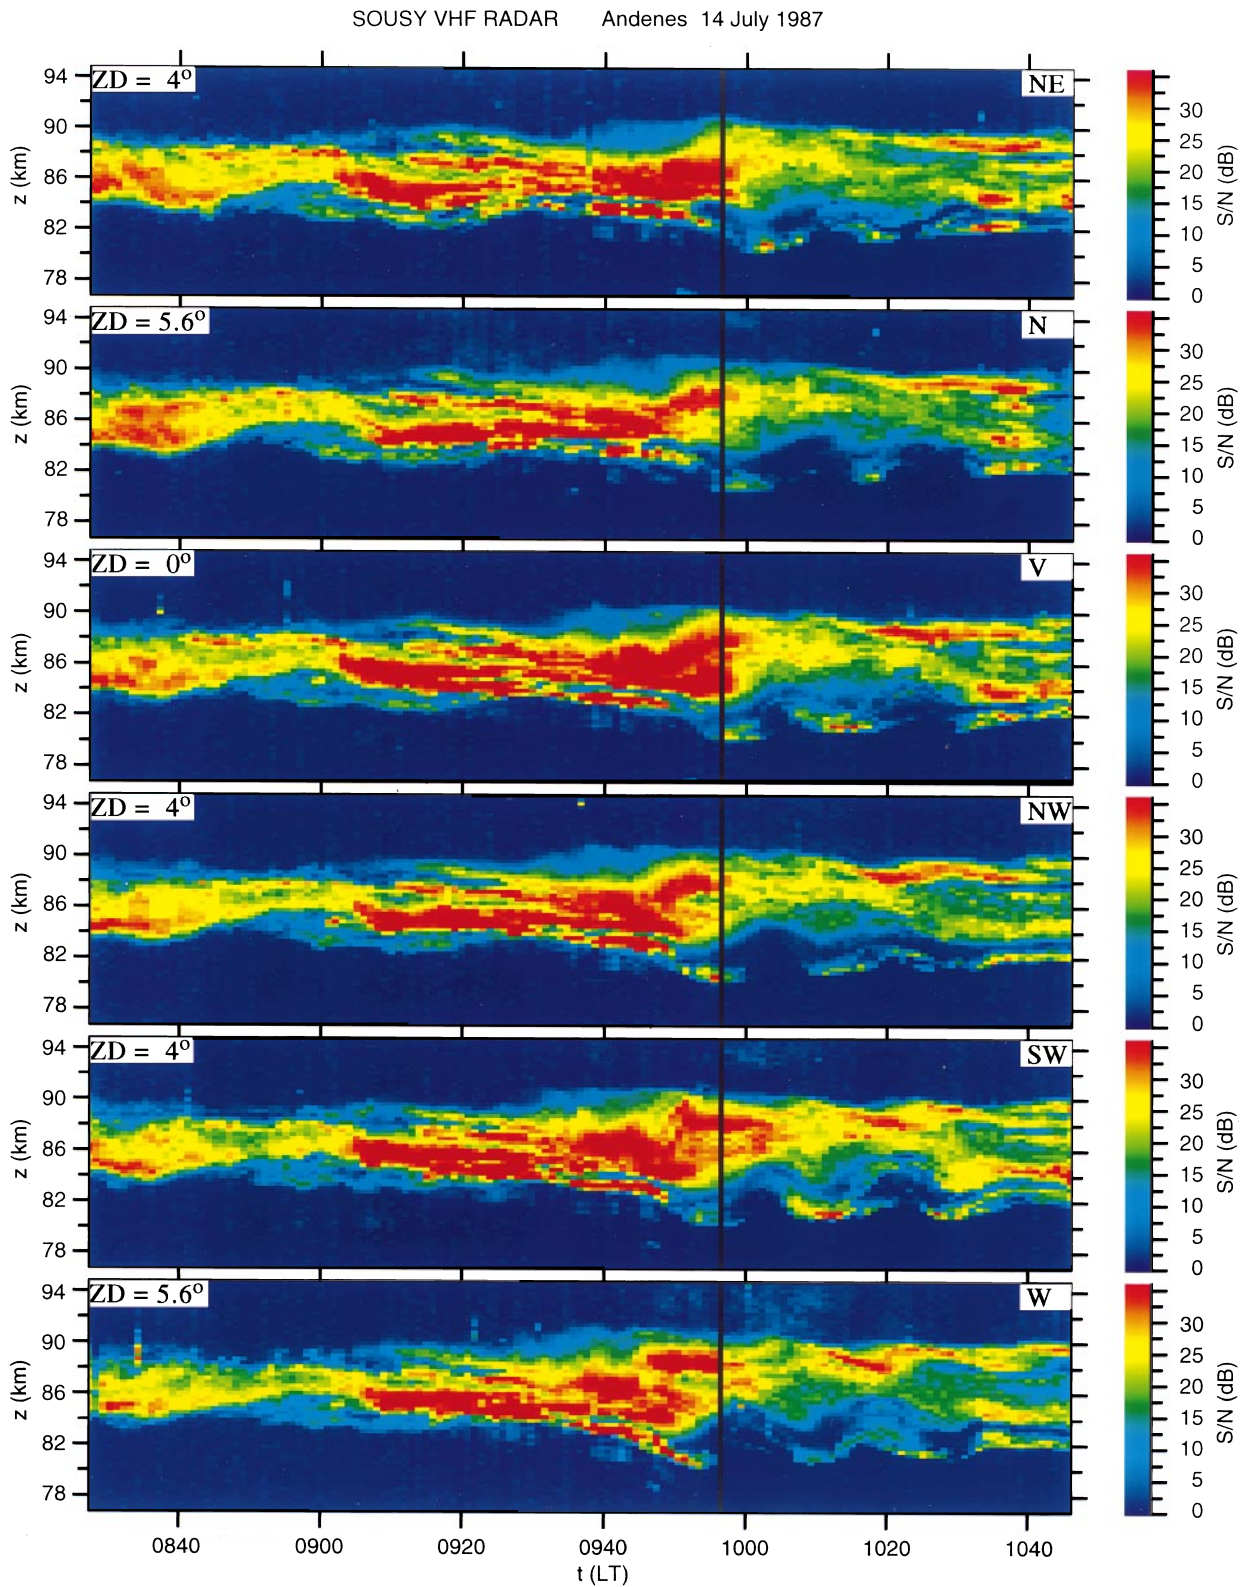 SOUSY VHF RADAR Andenes 14 July 1987
ZD = 4°
NE
94
90
86
82
78
z (km)
30
25
20
15
10
5
0
S/N (dB)
ZD = 5.6°
N
94
90
86
82
78
z (km)
30
25
20
15
10
5
0
S/N (dB)
ZD = 0°
V
94
90
86
82
78
z (km)
30
25
20
15
10
5
0
S/N (dB)
ZD = 4°
NW
94
90
86
82
78
z (km)
30
25
20
15
10
5
0
S/N (dB)
ZD = 4°
SW
94
90
86
82
78
z (km)
30
25
20
15
10
5
0
S/N (dB)
ZD = 5.6°
W
94
90
86
82
78
z (km)
30
25
20
15
10
5
0
S/N (dB)
0840 0900 0920 0940 1000 1020 1040
t (LT)